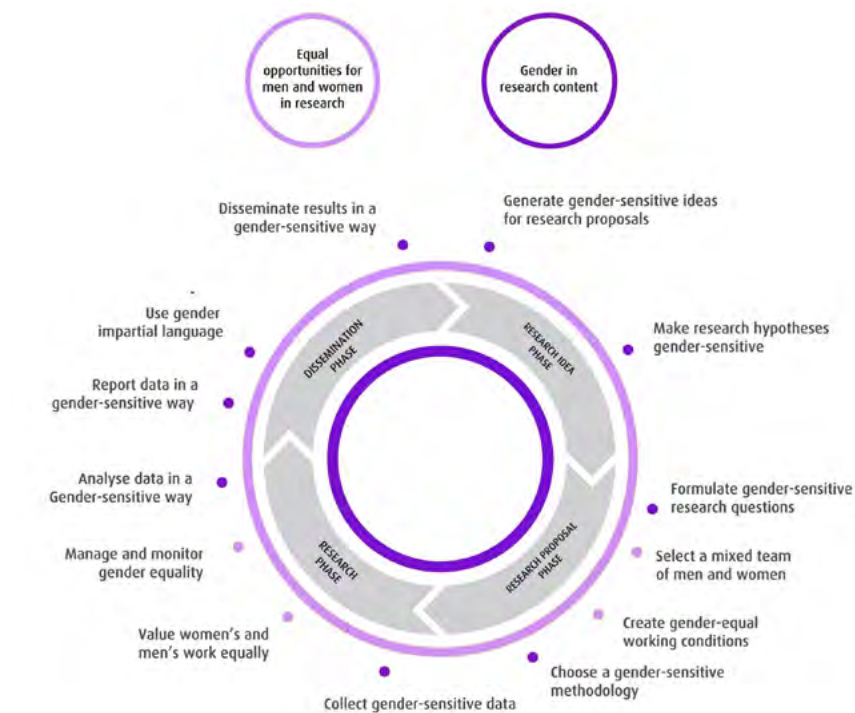 Equal
opportunities for
men and women
in research
Gender in
research content
Disseminate results in a
gender-sensitive way
Generate gender-sensitive ideas
for research proposals
Use gender
impartial language
Make research hypotheses
gender-sensitive
Report data in a
gender-sensitive way
Analyse data in a
Gender-sensitive way
Formulate gender-sensitive
research questions
Manage and monitor
gender equality
Select a mixed team
of men and women
Value women's and
men's work equally
Create gender-equal
working conditions
Collect gender-sensitive data
Choose a gender-sensitive
methodology
DISSEMINATION
PHASE
RESEARCH IDEA
PHASE
RESEARCH
PHASE
RESEARCH PROPOSAL
PHASE